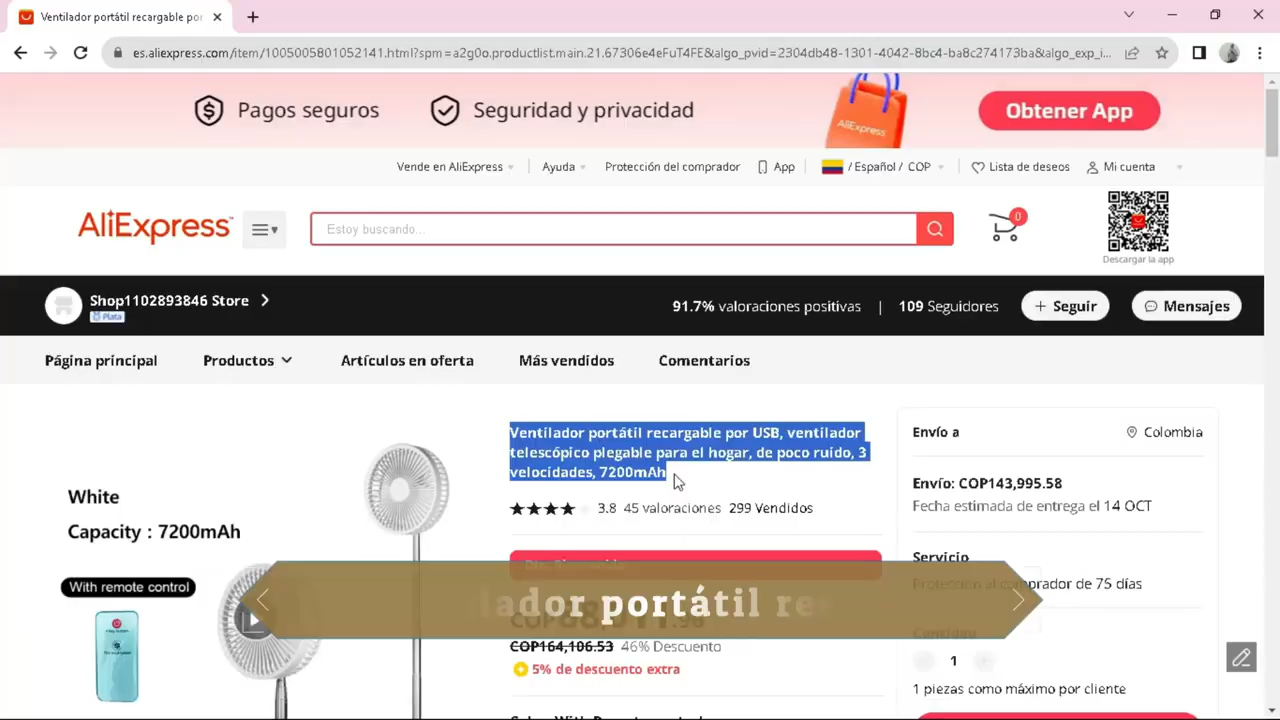 Ventilador portátil recargable por
es.aliexpress.com/item/1005005801052141.html?spm=a2g0o.productlist.main.21.67306e4eFuT4FE&algo_pvid=2304db48-1301-4042-8bc4-ba8c274173ba&algo_exp_i...
Pagos seguros
Seguridad y privacidad
AliExpress
Obtener App
Vende en AliExpress
Ayuda
Protección del comprador
App
/ Español / COP
Lista de deseos
Mi cuenta
AliExpress
Estoy buscando...
0
Descargar la app
Shop1102893846 Store
Plata
91.7% valoraciones positivas | 109 Seguidores
+ Seguir
Mensajes
Página principal
Productos
Artículos en oferta
Más vendidos
Comentarios
White
Capacity : 7200mAh
With remote control
Ventilador portátil recargable por USB, ventilador
telescópico plegable para el hogar, de poco ruido, 3
velocidades, 7200mAh
3.8 45 valoraciones 299 Vendidos
lador portátil re
COP164,106.53 46% Descuento
5% de descuento extra
Envío a
Colombia
Envío: COP143,995.58
Fecha estimada de entrega el 14 OCT
Servicio
Protección al comprador de 75 días
Cantidad
1
1 piezas como máximo por cliente